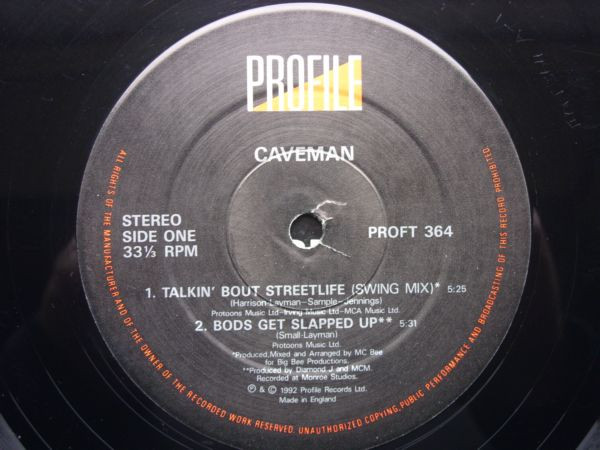 PROFILE
CAVEMAN
STEREO
SIDE ONE
33⅓ RPM
PROFT 364
1. TALKIN' BOUT STREETLIFE (SWING MIX)* 5:25
(Harrison-Layman-Sample-Jennings)
Protoons Music Ltd-Irving Music Ltd-MCA Music Ltd.
2. BODS GET SLAPPED UP** 5:31
(Small-Layman)
Protoons Music Ltd.
*Produced,Mixed and Arranged by MC Bee
for Big Bee Productions.
**Produced by Diamond J and MCM.
Recorded at Monroe Studios.
℗ & © 1992 Profile Records Ltd.
Made in England
ALL RIGHTS OF THE MANUFACTURER AND OF THE OWNER OF THE RECORDED WORK RESERVED. UNAUTHORIZED COPYING,PUBLIC PERFORMANCE AND BROADCASTING OF THIS RECORD PROHIBITED.